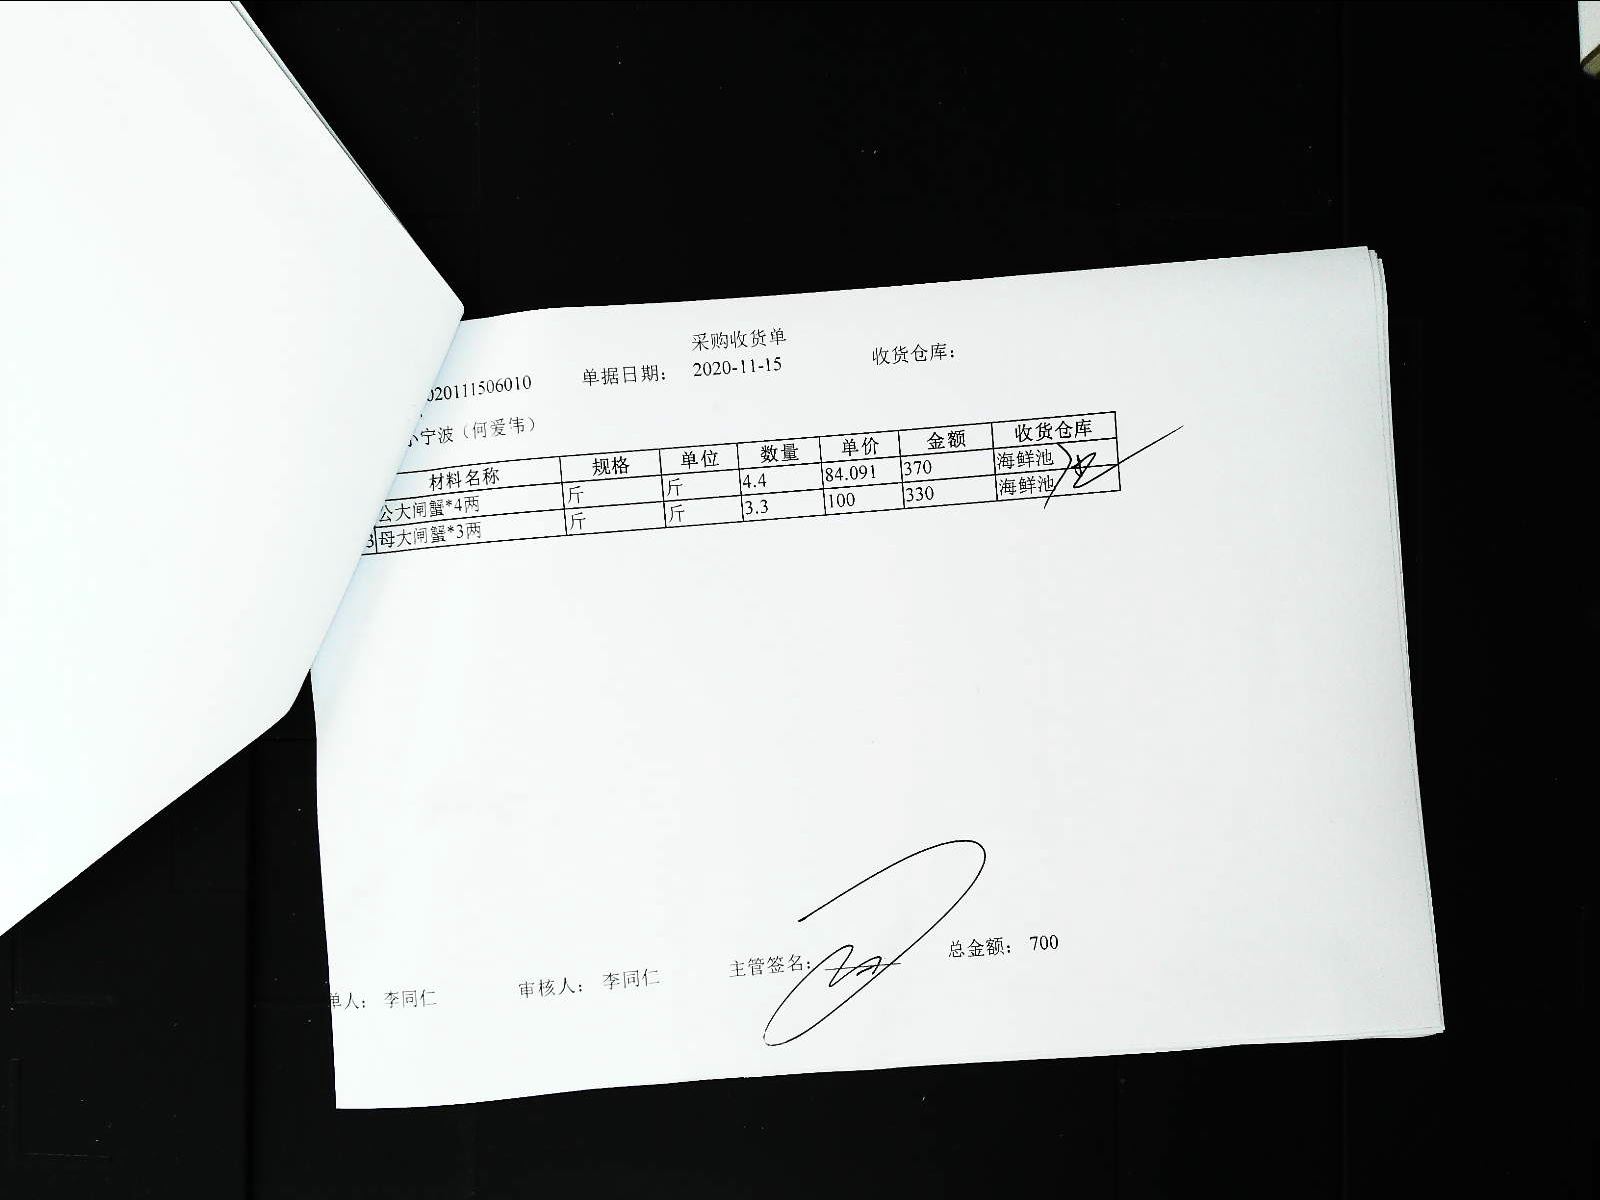 采购收货单
020111506010 单据日期: 2020-11-15 收货仓库:
小宁波(何爱伟)
材料名称 规格 单位 数量 单价 金额 收货仓库
公大闸蟹*4两 斤 斤 4.4 84.091 370 海鲜池
3 母大闸蟹*3两 斤 斤 3.3 100 330 海鲜池
单人: 李同仁 审核人: 李同仁 主管签名: 总金额: 700